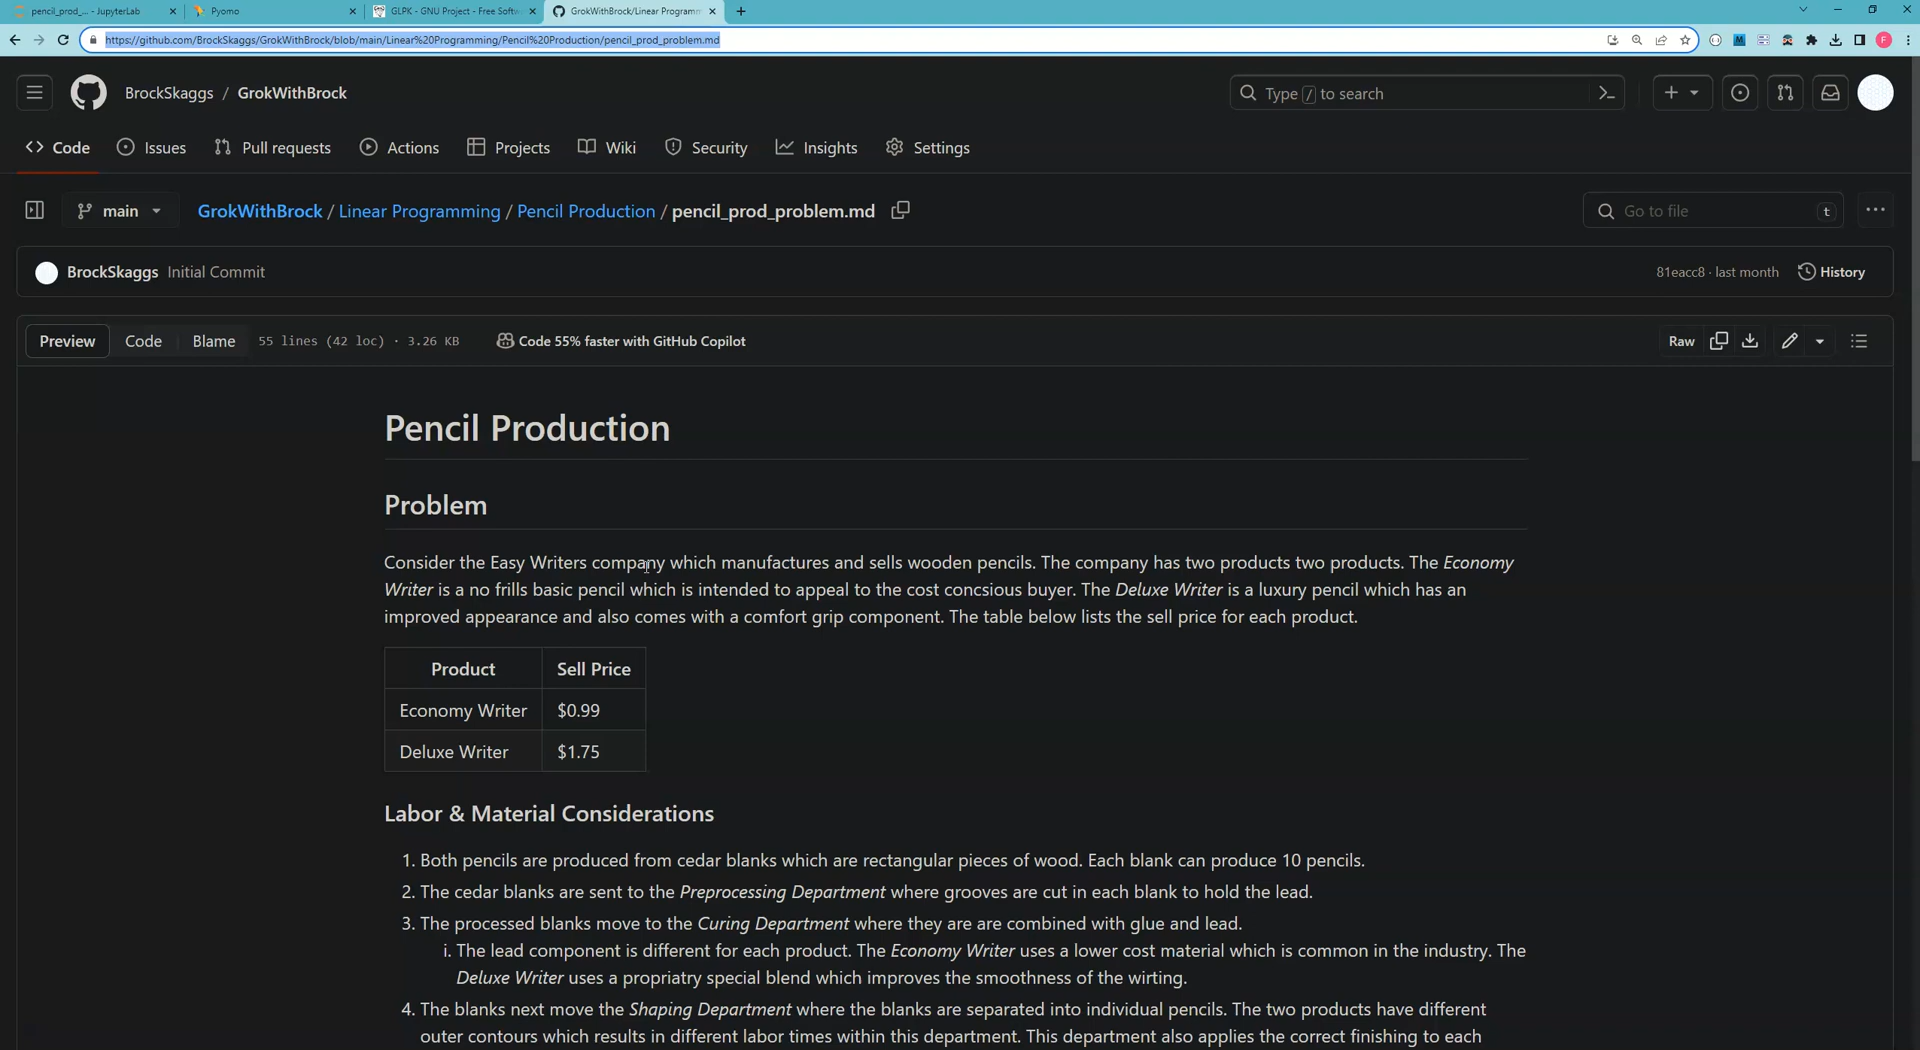 pencil_prod_... - JupyterLab
Pyomo
GLPK - GNU Project - Free Softw
GrokWithBrock/Linear Programm
https://github.com/BrockSkaggs/GrokWithBrock/blob/main/Linear%20Programming/Pencil%20Production/pencil_prod_problem.md
F
BrockSkaggs / GrokWithBrock
Type / to search
Code
Issues
Pull requests
Actions
Projects
Wiki
Security
Insights
Settings
main
GrokWithBrock / Linear Programming / Pencil Production / pencil_prod_problem.md
Go to file
t
BrockSkaggs Initial Commit
81eacc8 · last month
History
Preview
Code
Blame
55 lines (42 loc) · 3.26 KB
Code 55% faster with GitHub Copilot
Raw
Pencil Production
Problem
Consider the Easy Writers company which manufactures and sells wooden pencils. The company has two products two products. The Economy
Writer is a no frills basic pencil which is intended to appeal to the cost concsious buyer. The Deluxe Writer is a luxury pencil which has an
improved appearance and also comes with a comfort grip component. The table below lists the sell price for each product.
Product Sell Price
Economy Writer $0.99
Deluxe Writer $1.75
Labor & Material Considerations
1. Both pencils are produced from cedar blanks which are rectangular pieces of wood. Each blank can produce 10 pencils.
2. The cedar blanks are sent to the Preprocessing Department where grooves are cut in each blank to hold the lead.
3. The processed blanks move to the Curing Department where they are are combined with glue and lead.
i. The lead component is different for each product. The Economy Writer uses a lower cost material which is common in the industry. The
Deluxe Writer uses a propriatry special blend which improves the smoothness of the wirting.
4. The blanks next move the Shaping Department where the blanks are separated into individual pencils. The two products have different
outer contours which results in different labor times within this department. This department also applies the correct finishing to each